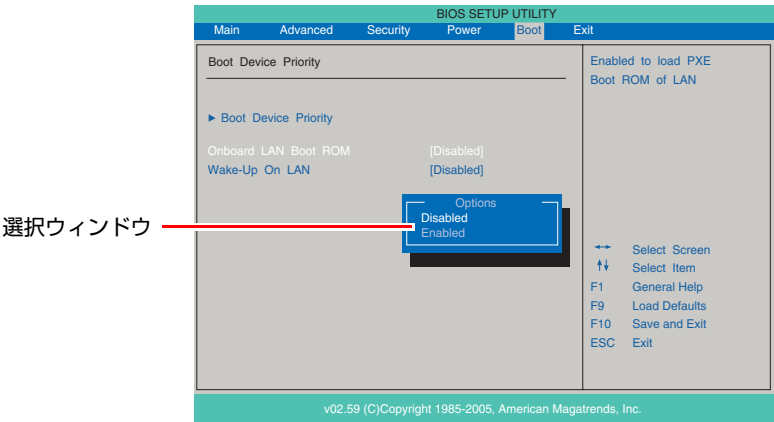 BIOS SETUP UTILITY
Main Advanced Security Power Boot Exit
Boot Device Priority
Enabled to load PXE
Boot ROM of LAN
▶ Boot Device Priority
Onboard LAN Boot ROM [Disabled]
Wake-Up On LAN [Disabled]
Options
Disabled
Enabled
選択ウィンドウ
↔ Select Screen
↑↓ Select Item
F1 General Help
F9 Load Defaults
F10 Save and Exit
ESC Exit
v02.59 (C)Copyright 1985-2005, American Magatrends, Inc.